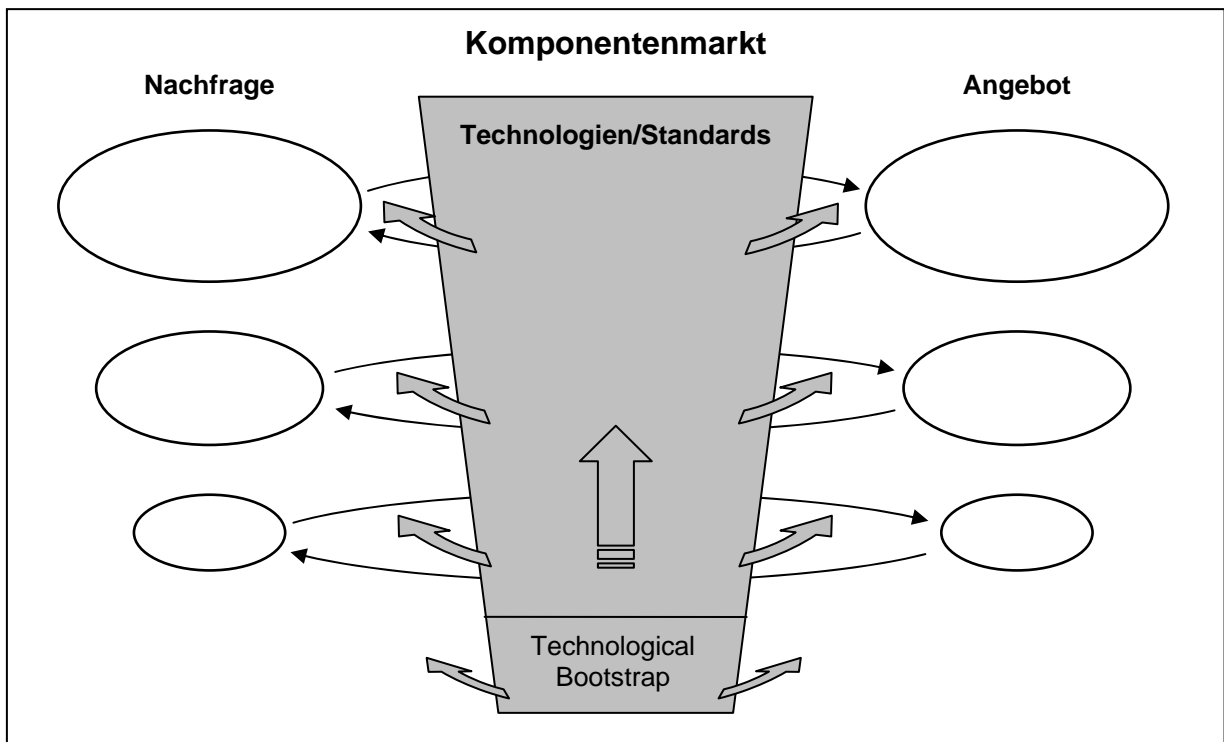 Komponentenmarkt
Nachfrage
Angebot
Technologien/Standards
Technological
Bootstrap